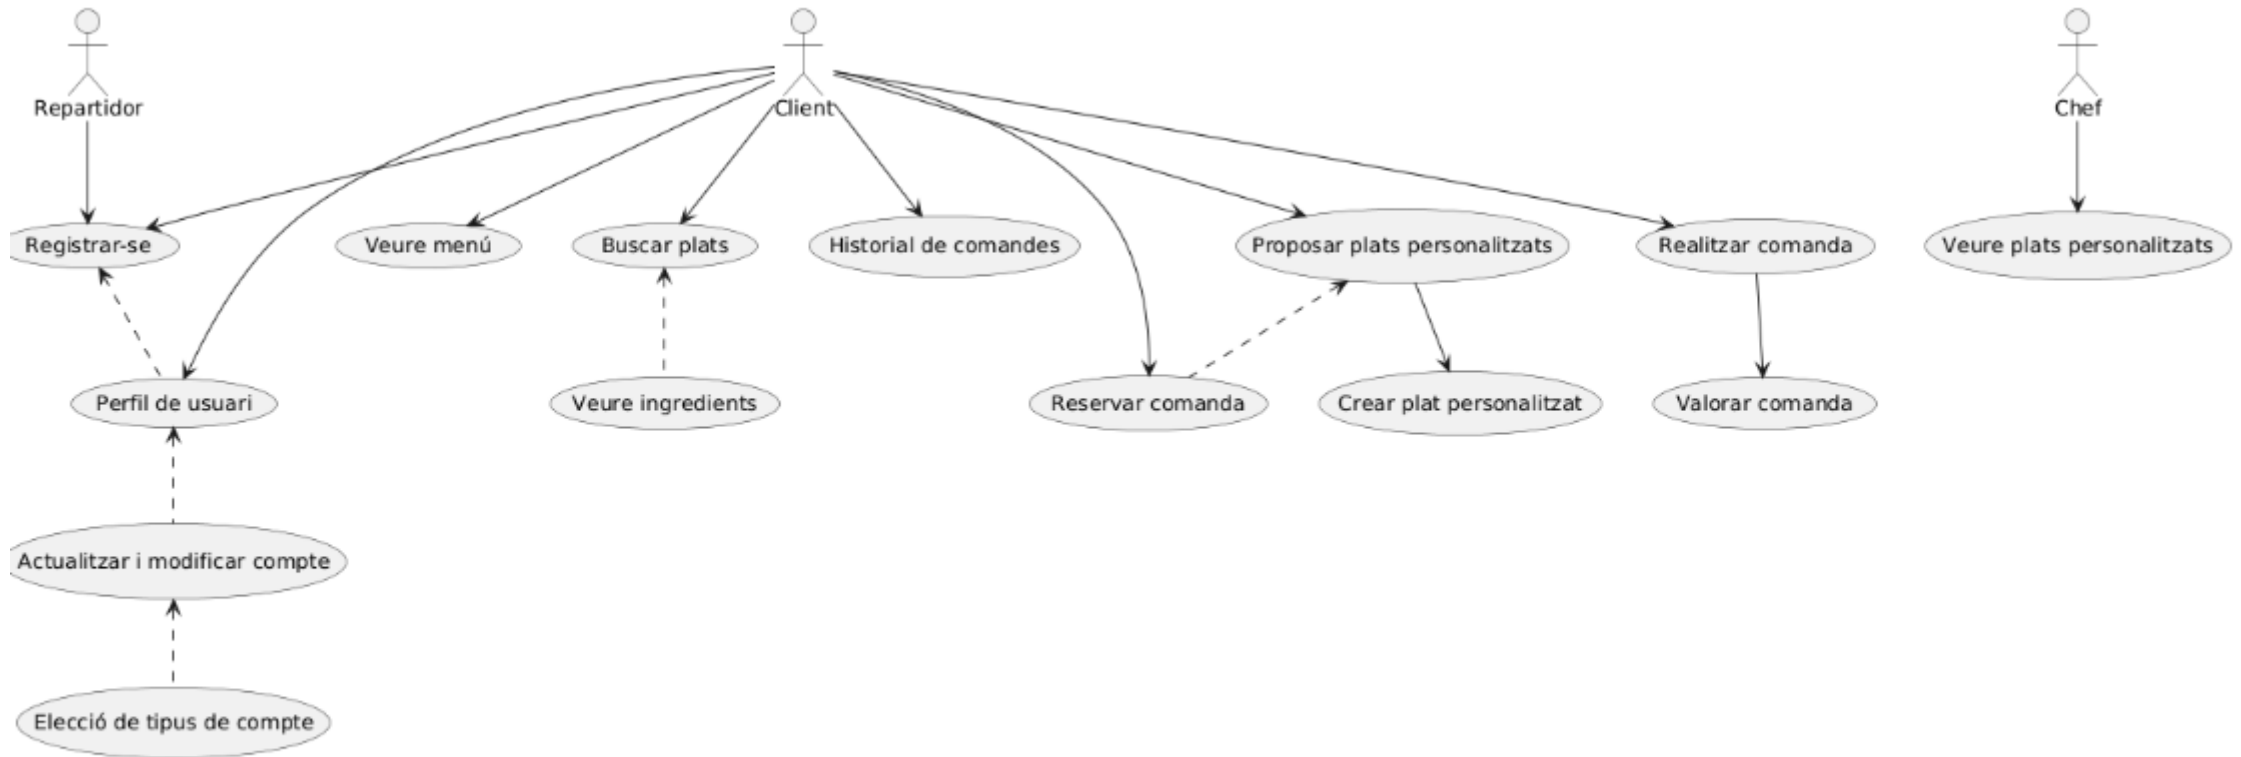 Repartidor
Client
Chef
Registrar-se
Veure menú
Buscar plats
Historial de comandes
Proposar plats personalitzats
Realitzar comanda
Veure plats personalitzats
Perfil de usuari
Veure ingredients
Reservar comanda
Crear plat personalitzat
Valorar comanda
Actualitzar i modificar compte
Elecció de tipus de compte